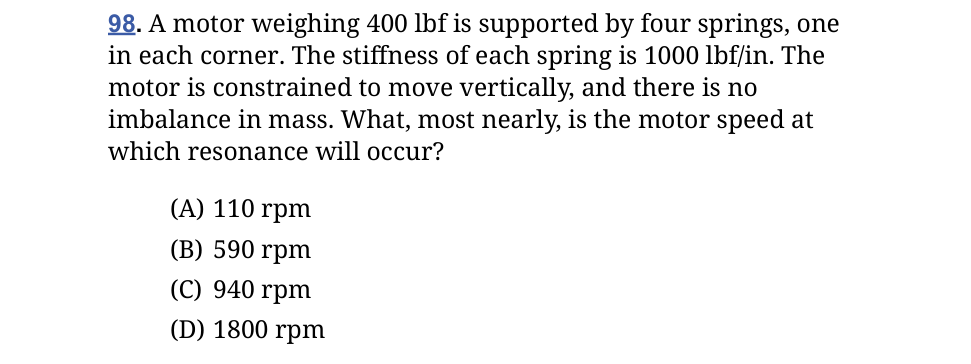 98. A motor weighing 400 lbf is supported by four springs, one
in each corner. The stiffness of each spring is 1000 lbf/in. The
motor is constrained to move vertically, and there is no
imbalance in mass. What, most nearly, is the motor speed at
which resonance will occur?
(A) 110 rpm
(B) 590 rpm
(C) 940 rpm
(D) 1800 rpm